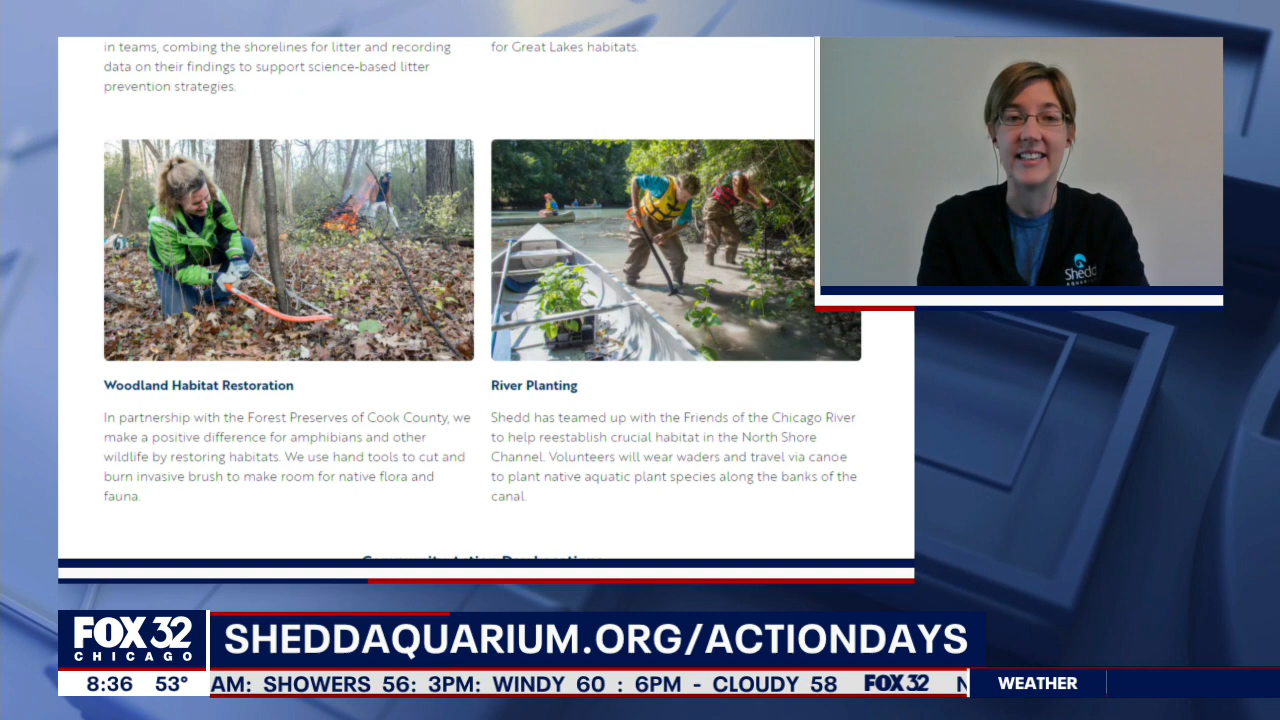 in teams, combing the shorelines for litter and recording
data on their findings to support science-based litter
prevention strategies.
for Great Lakes habitats.
Shedd
Woodland Habitat Restoration
In partnership with the Forest Preserves of Cook County, we
make a positive difference for amphibians and other
wildlife by restoring habitats. We use hand tools to cut and
burn invasive brush to make room for native flora and
fauna.
River Planting
Shedd has teamed up with the Friends of the Chicago River
to help reestablish crucial habitat in the North Shore
Channel. Volunteers will wear waders and travel via canoe
to plant native aquatic plant species along the banks of the
canal.
FOX 32
CHICAGO
SHEDDAQUARIUM.ORG/ACTIONDAYS
8:36 53°
AM: SHOWERS 56: 3PM: WINDY 60 : 6PM - CLOUDY 58 FOX 32 N
WEATHER